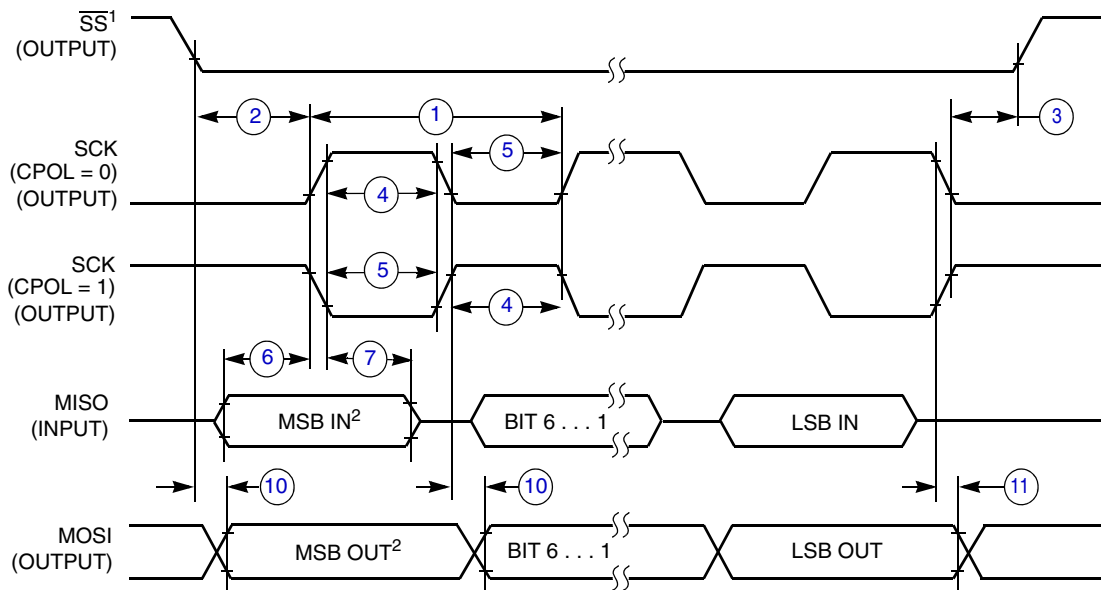 SS¹
(OUTPUT)
2
1
3
SCK
(CPOL = 0)
(OUTPUT)
5
4
SCK
(CPOL = 1)
(OUTPUT)
5
4
6
7
MISO
(INPUT)
MSB IN²
BIT 6 . . . 1
LSB IN
10
10
11
MOSI
(OUTPUT)
MSB OUT²
BIT 6 . . . 1
LSB OUT